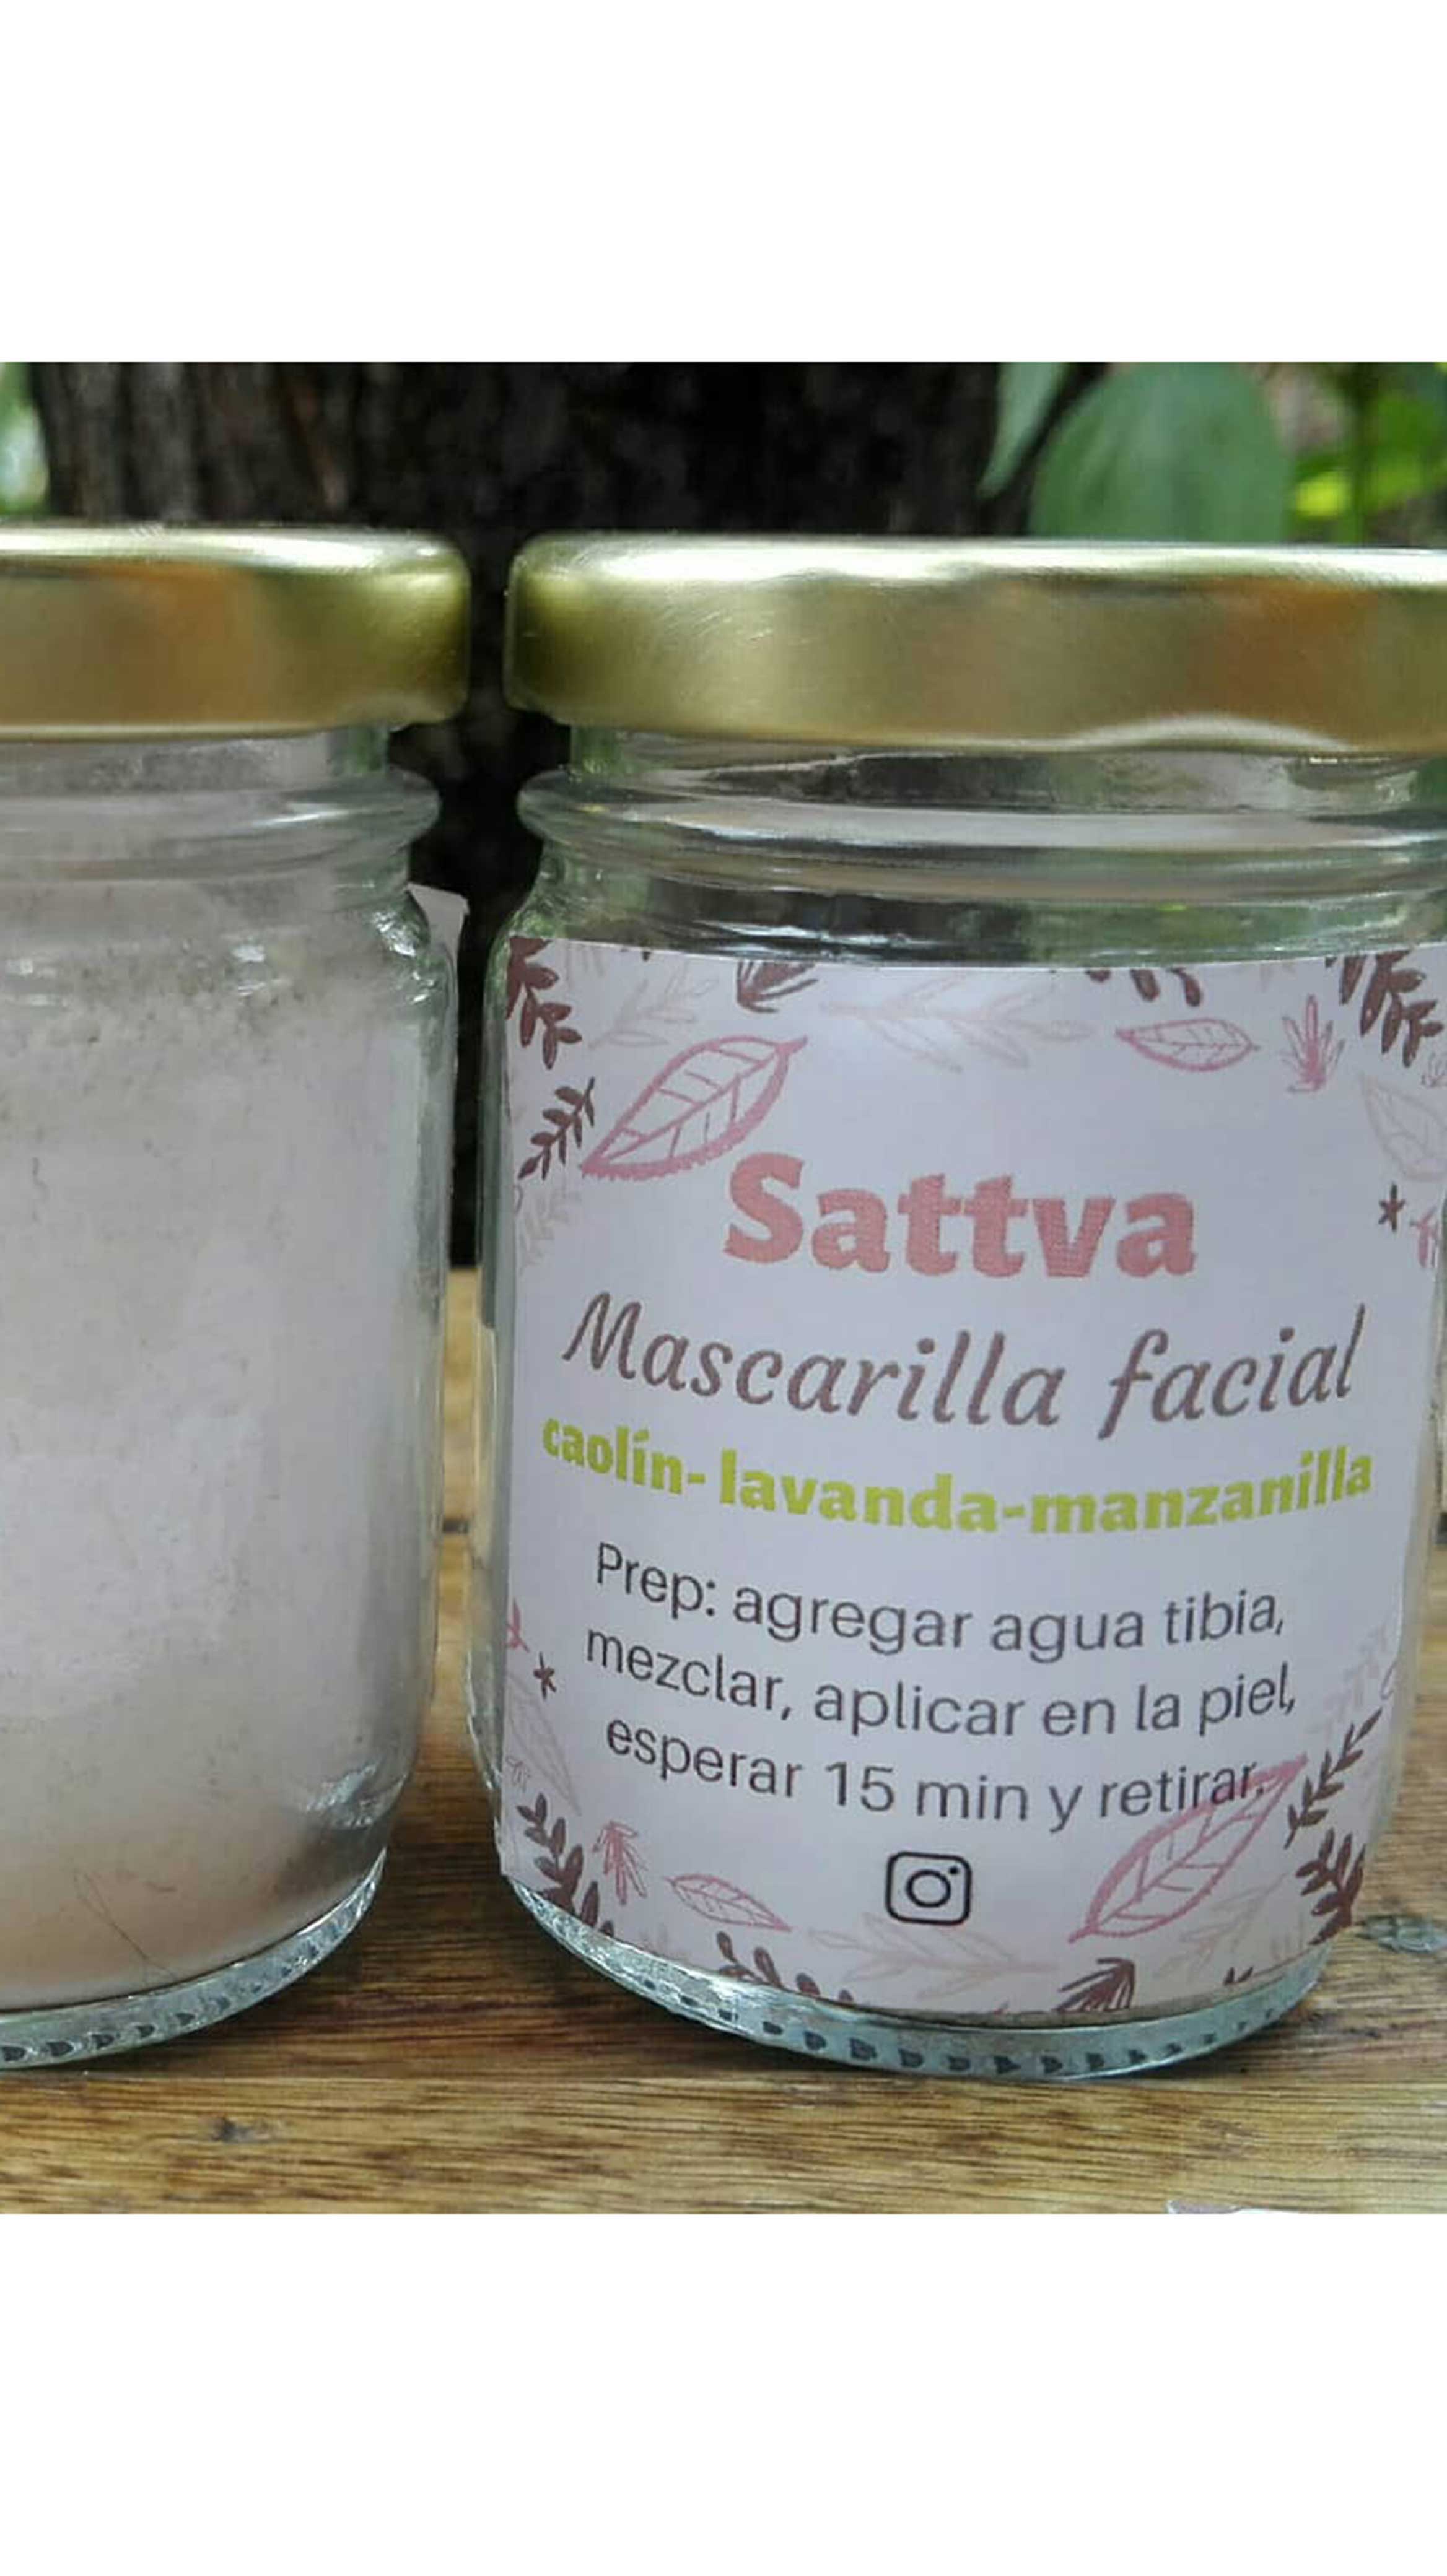 Sattva
Mascarilla facial
caolín- lavanda-manzanilla
Prep: agregar agua tibia,
mezclar, aplicar en la piel,
esperar 15 min y retirar.